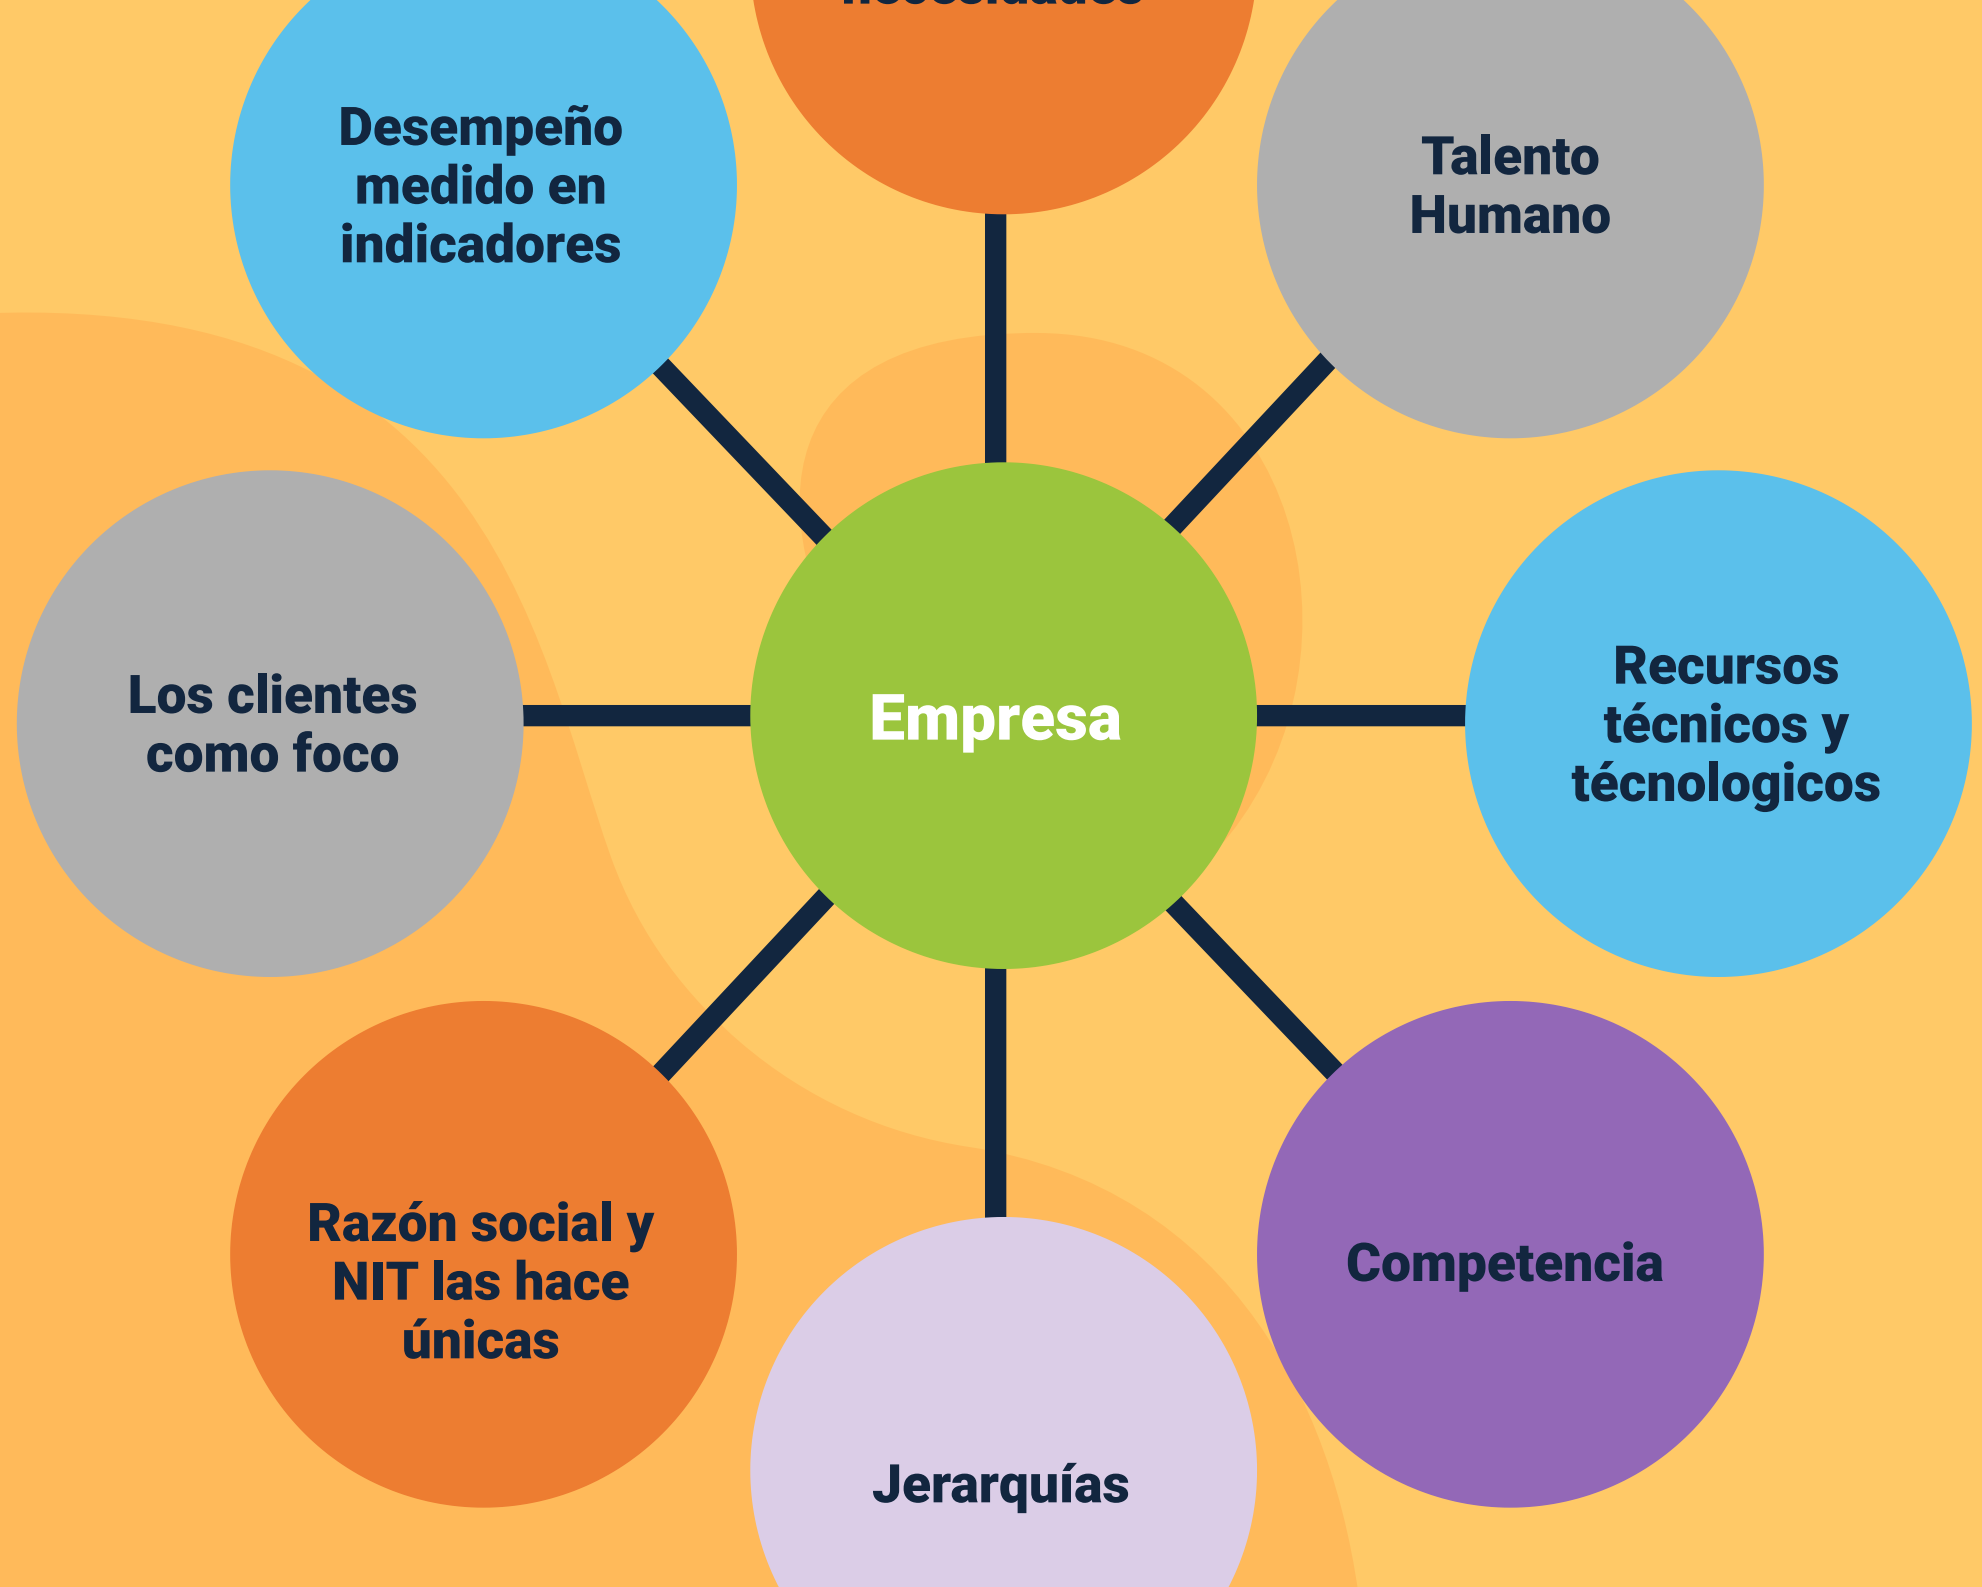 Desempeño
medido en
indicadores
Talento
Humano
Los clientes
como foco
Empresa
Recursos
técnicos y
técnologicos
Razón social y
NIT las hace
únicas
Competencia
Jerarquías